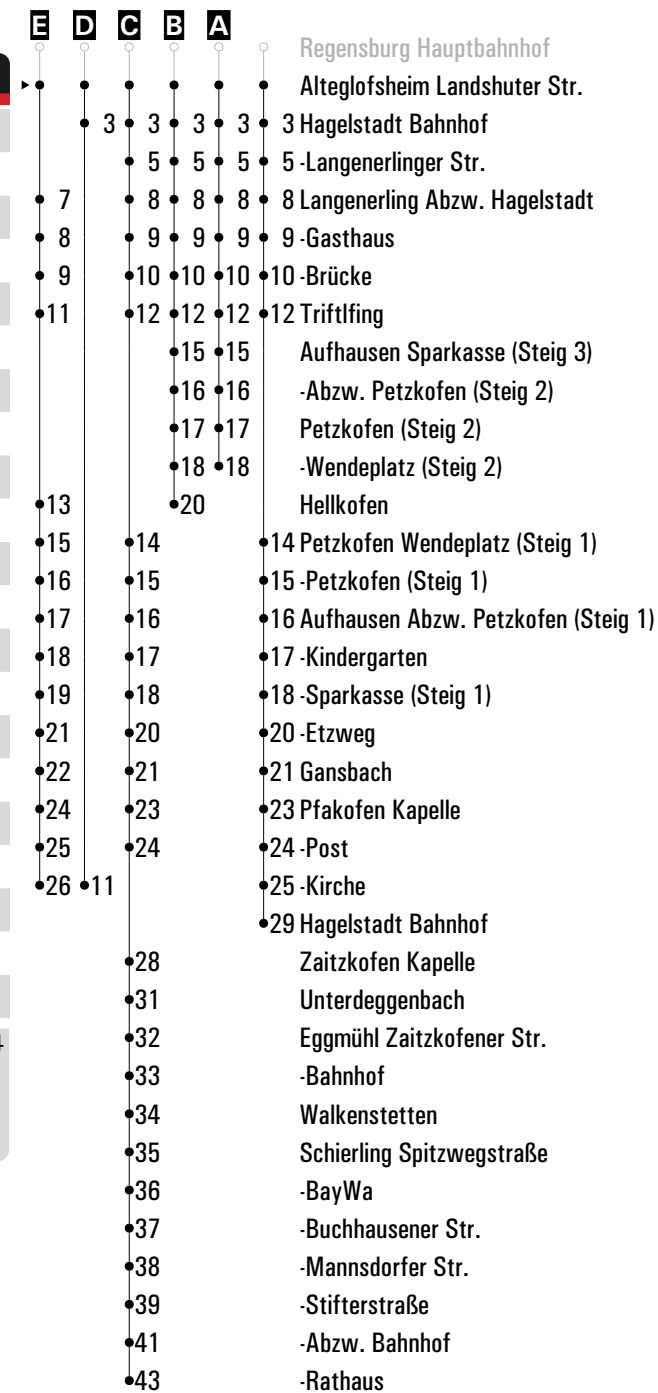 E D C B A
Regensburg Hauptbahnhof
Alteglofsheim Landshuter Str.
3 3 3 3 3 Hagelstadt Bahnhof
5 5 5 5 -Langenerlinger Str.
7 8 8 8 8 Langenerling Abzw. Hagelstadt
8 9 9 9 9 -Gasthaus
9 10 10 10 10 -Brücke
11 12 12 12 12 Triftlfing
15 15 Aufhausen Sparkasse (Steig 3)
16 16 -Abzw. Petzkofen (Steig 2)
17 17 Petzkofen (Steig 2)
18 18 -Wendeplatz (Steig 2)
13 20 Hellkofen
15 14 14 Petzkofen Wendeplatz (Steig 1)
16 15 15 -Petzkofen (Steig 1)
17 16 16 Aufhausen Abzw. Petzkofen (Steig 1)
18 17 17 -Kindergarten
19 18 18 -Sparkasse (Steig 1)
21 20 20 -Etzweg
22 21 21 Gansbach
24 23 23 Pfakofen Kapelle
25 24 24 -Post
26 11 25 -Kirche
29 Hagelstadt Bahnhof
28 Zaitzkofen Kapelle
31 Unterdeggenbach
32 Eggmühl Zaitzkofener Str.
33 -Bahnhof
34 Walkenstetten
35 Schierling Spitzwegstraße
36 -BayWa
37 -Buchhausener Str.
38 -Mannsdorfer Str.
39 -Stifterstraße
41 -Abzw. Bahnhof
43 -Rathaus